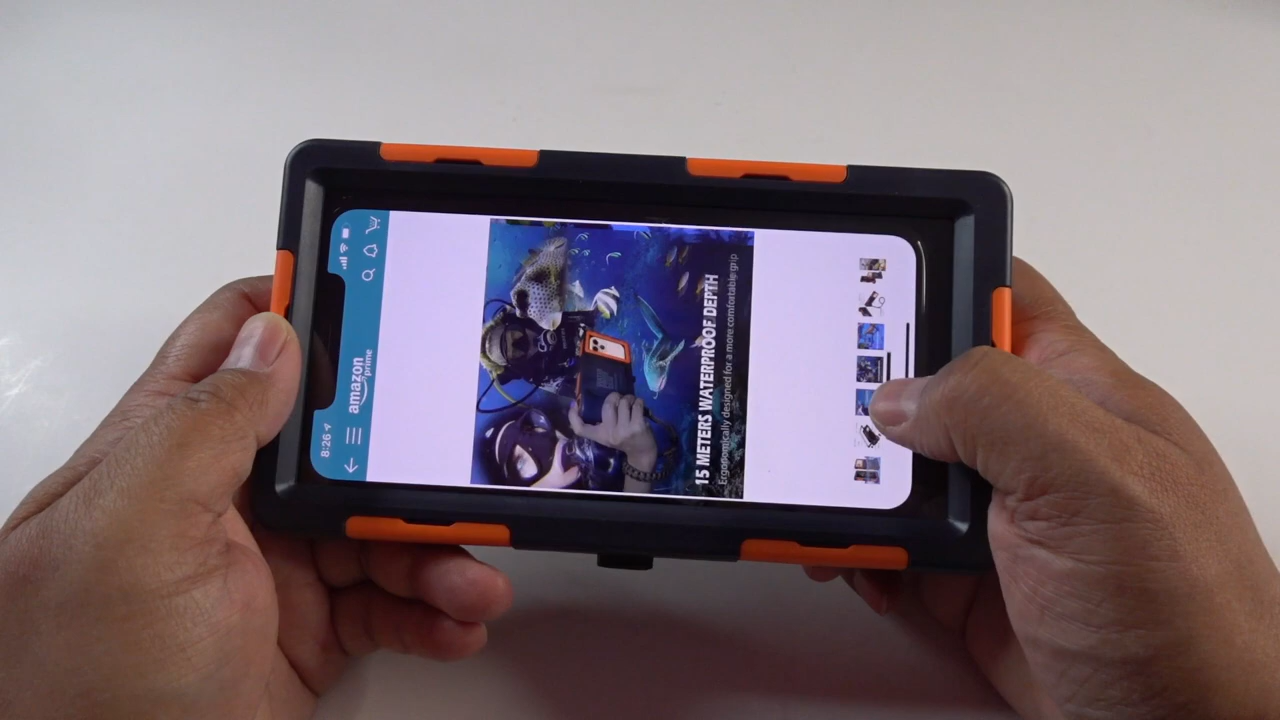 8:26
amazon
prime
15 METERS WATERPROOF DEPTH
Ergonomically designed for a more comfortable grip